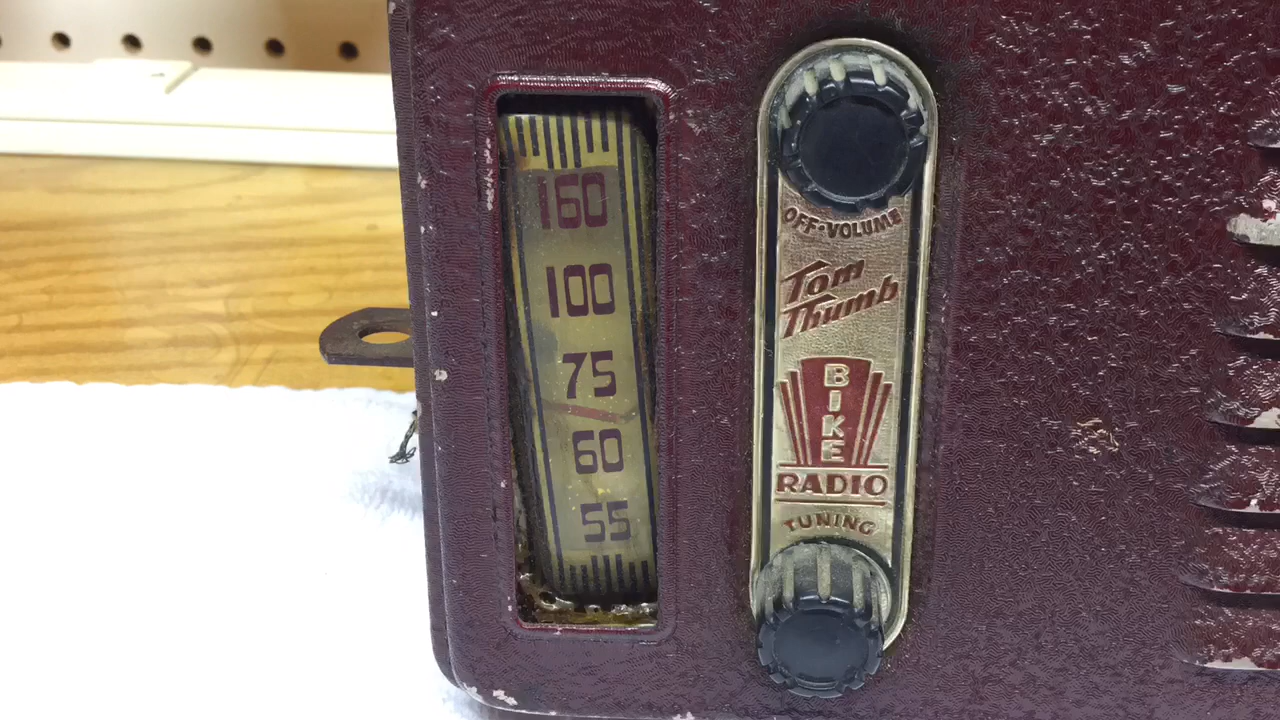 160
100
75
60
55
OFF-VOLUME
Tom
Thumb
BIKE
RADIO
TUNING